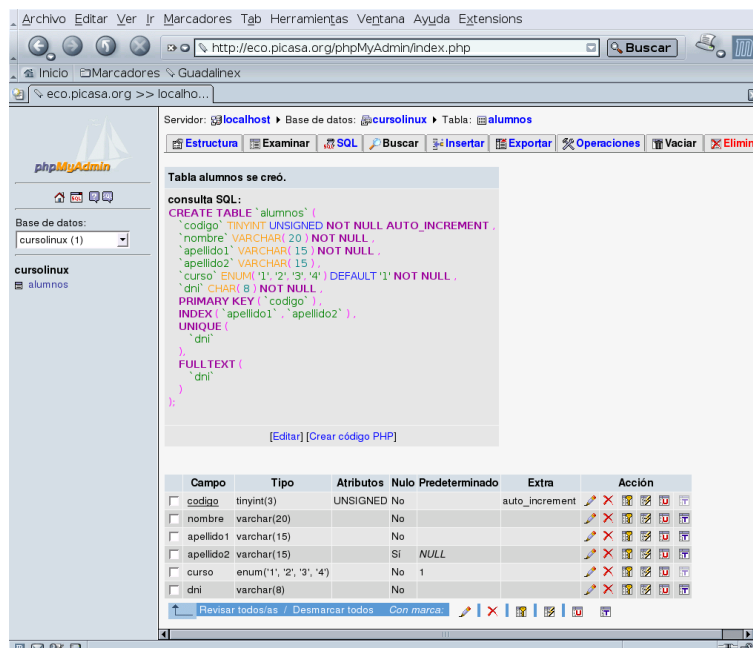 Archivo Editar Ver Ir Marcadores Tab Herramientas Ventana Ayuda Extensions
http://eco.picasa.org/phpMyAdmin/index.php Buscar
Inicio Marcadores Guadalinex
eco.picasa.org >> localho...
phpMyAdmin
Base de datos:
cursolinux (1)
cursolinux
alumnos
Servidor: localhost Base de datos: cursolinux Tabla: alumnos
Estructura Examinar SQL Buscar Insertar Exportar Operaciones Vaciar Elimin
Tabla alumnos se creó.
consulta SQL:
CREATE TABLE `alumnos` (
`codigo` TINYINT UNSIGNED NOT NULL AUTO_INCREMENT ,
`nombre` VARCHAR( 20 ) NOT NULL ,
`apellido1` VARCHAR( 15 ) NOT NULL ,
`apellido2` VARCHAR( 15 ) ,
`curso` ENUM( '1', '2', '3', '4' ) DEFAULT '1' NOT NULL ,
`dni` CHAR( 8 ) NOT NULL ,
PRIMARY KEY ( `codigo` ) ,
INDEX ( `apellido1` , `apellido2` ) ,
UNIQUE (
`dni`
),
FULLTEXT (
`dni`
)
);
[Editar] [Crear código PHP]
Campo Tipo Atributos Nulo Predeterminado Extra Acción
codigo tinyint(3) UNSIGNED No auto_increment
nombre varchar(20) No
apellido1 varchar(15) No
apellido2 varchar(15) Sí NULL
curso enum('1', '2', '3', '4') No 1
dni varchar(8) No
Revisar todos/as / Desmarcar todos Con marca: